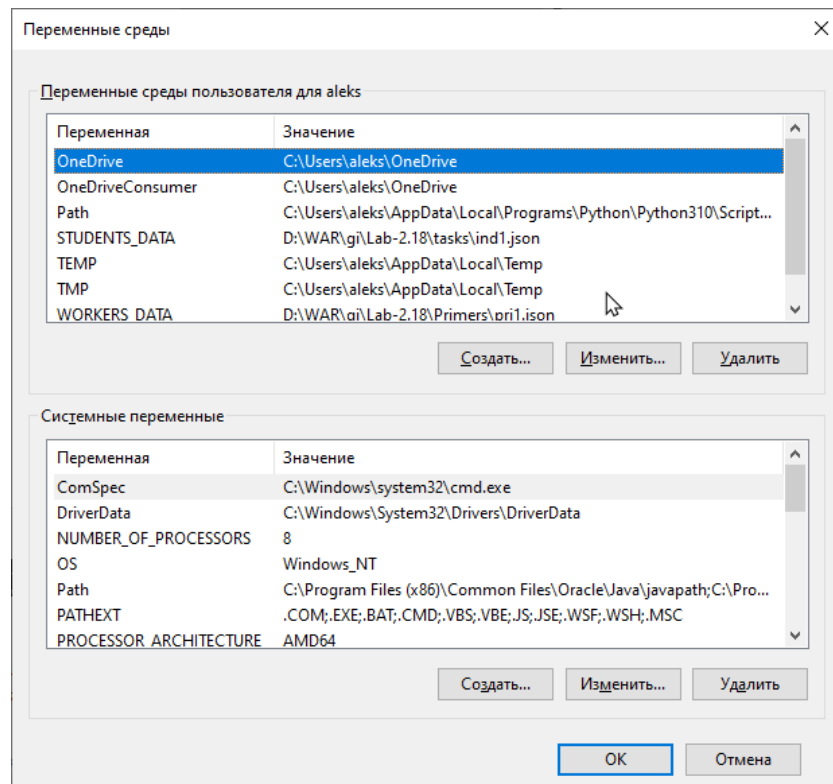 Переменные среды
Переменные среды пользователя для aleks
Переменная Значение
OneDrive C:\Users\aleks\OneDrive
OneDriveConsumer C:\Users\aleks\OneDrive
Path C:\Users\aleks\AppData\Local\Programs\Python\Python310\Script...
STUDENTS_DATA D:\WAR\gi\Lab-2.18\tasks\ind1.json
TEMP C:\Users\aleks\AppData\Local\Temp
TMP C:\Users\aleks\AppData\Local\Temp
WORKERS_DATA D:\WAR\gi\Lab-2.18\Primers\pri1.json
Создать... Изменить... Удалить
Системные переменные
Переменная Значение
ComSpec C:\Windows\system32\cmd.exe
DriverData C:\Windows\System32\Drivers\DriverData
NUMBER_OF_PROCESSORS 8
OS Windows_NT
Path C:\Program Files (x86)\Common Files\Oracle\Java\javapath;C:\Pro...
PATHEXT .COM;.EXE;.BAT;.CMD;.VBS;.VBE;.JS;.JSE;.WSF;.WSH;.MSC
PROCESSOR_ARCHITECTURE AMD64
Создать... Изменить... Удалить
ОК Отмена